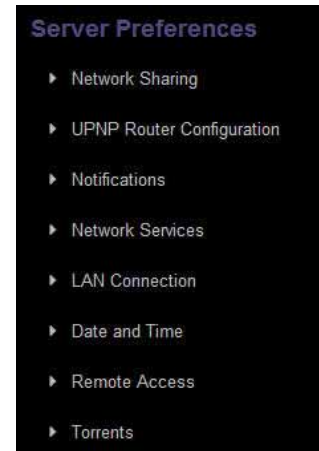 Server Preferences
Network Sharing
UPNP Router Configuration
Notifications
Network Services
LAN Connection
Date and Time
Remote Access
Torrents